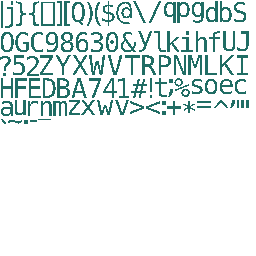 |j}{[]][Q)($@\/qpgdbS
OGC98630&ylkihfUJ
?52ZYXWVTRPNMLKI
HFEDBA741#!t;%soec
aurnmzxwv><:+*=^"'
`~·-_